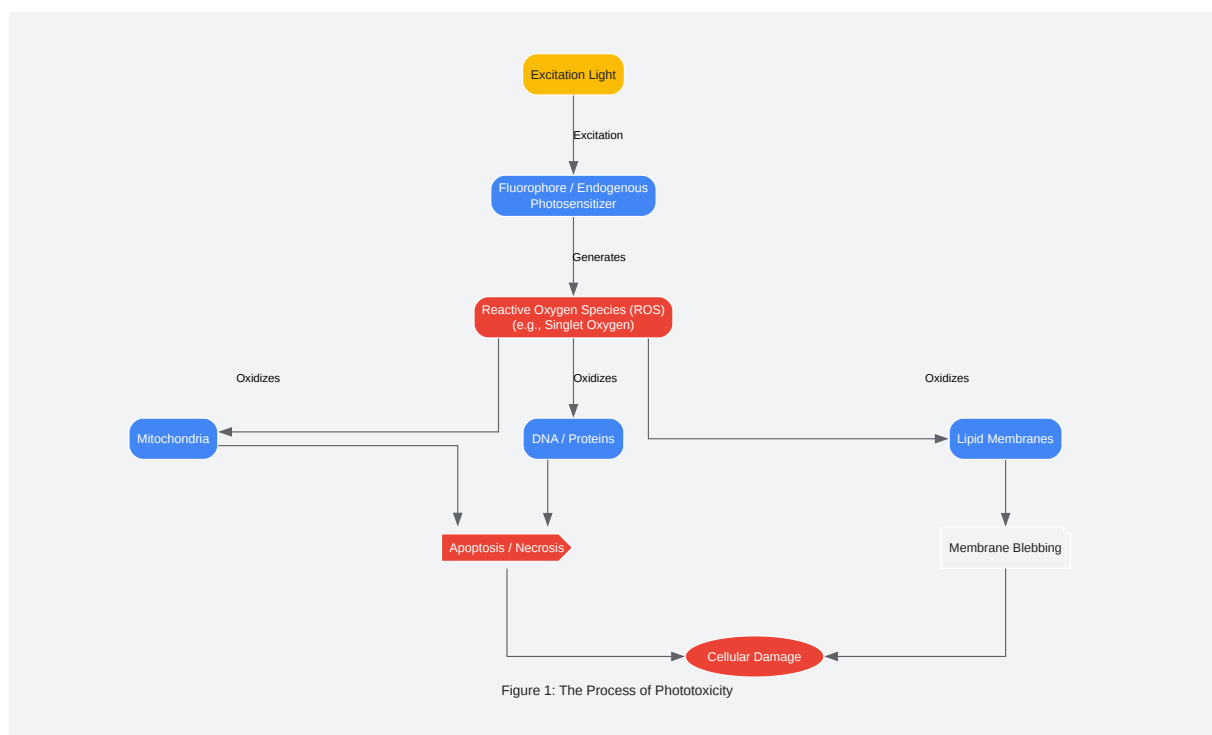 Excitation Light
Excitation
Fluorophore / Endogenous
Photosensitizer
Generates
Reactive Oxygen Species (ROS)
(e.g., Singlet Oxygen)
Oxidizes
Oxidizes
Oxidizes
Mitochondria
DNA / Proteins
Lipid Membranes
Apoptosis / Necrosis
Membrane Blebbing
Cellular Damage
Figure 1: The Process of Phototoxicity